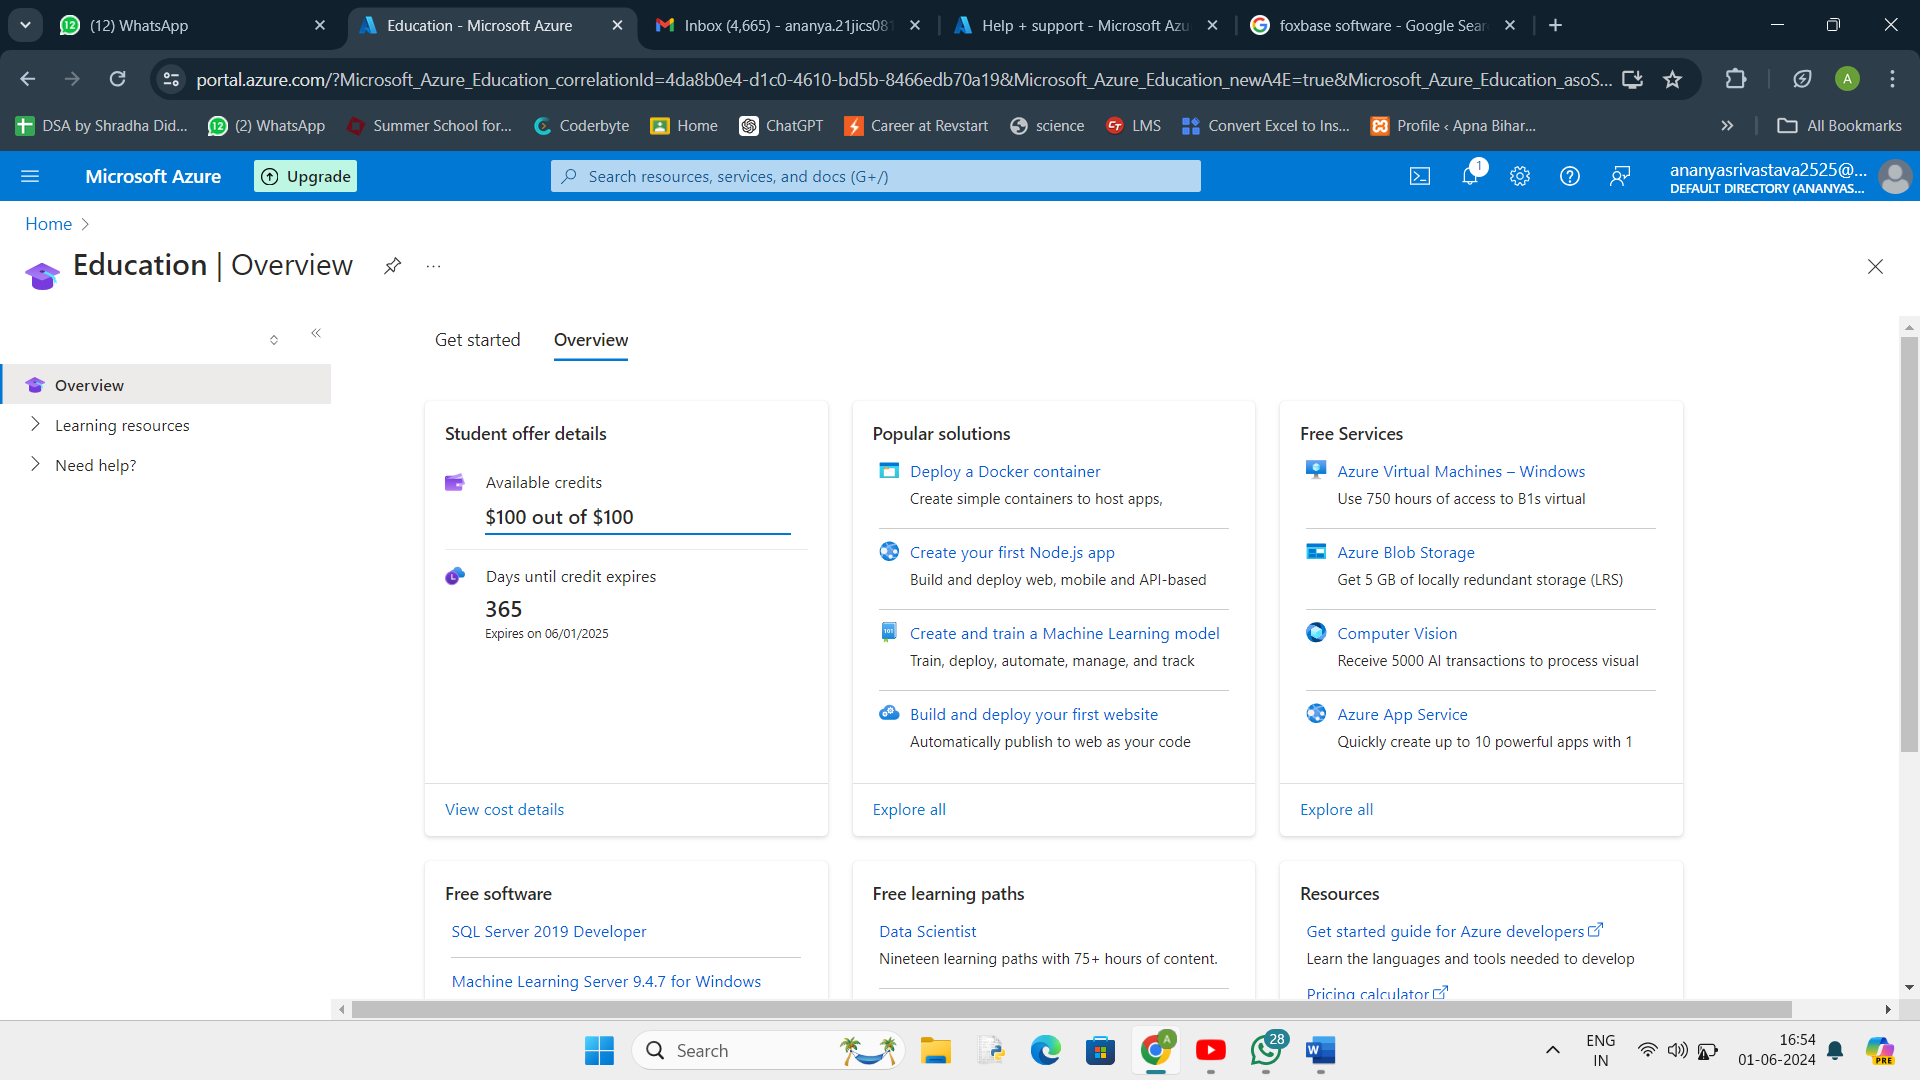 12 (12) WhatsApp
Education - Microsoft Azure
Inbox (4,665) - ananya.21jics081
Help + support - Microsoft Azu
foxbase software - Google Sear
portal.azure.com/?Microsoft_Azure_Education_correlationId=4da8b0e4-d1c0-4610-bd5b-8466edb70a19&Microsoft_Azure_Education_newA4E=true&Microsoft_Azure_Education_asoS...
A
DSA by Shradha Did...
12 (2) WhatsApp
Summer School for...
Coderbyte
Home
ChatGPT
Career at Revstart
science
LMS
Convert Excel to Ins...
Profile ‹ Apna Bihar...
All Bookmarks
Microsoft Azure
Upgrade
Search resources, services, and docs (G+/)
1
ananyasrivastava2525@...
DEFAULT DIRECTORY (ANANYAS...
Home
Education | Overview
...
Get started
Overview
Overview
Learning resources
Need help?
Student offer details
Available credits
$100 out of $100
Days until credit expires
365
Expires on 06/01/2025
View cost details
Popular solutions
Deploy a Docker container
Create simple containers to host apps,
Create your first Node.js app
Build and deploy web, mobile and API-based
Create and train a Machine Learning model
Train, deploy, automate, manage, and track
Build and deploy your first website
Automatically publish to web as your code
Explore all
Free Services
Azure Virtual Machines – Windows
Use 750 hours of access to B1s virtual
Azure Blob Storage
Get 5 GB of locally redundant storage (LRS)
Computer Vision
Receive 5000 AI transactions to process visual
Azure App Service
Quickly create up to 10 powerful apps with 1
Explore all
Free software
SQL Server 2019 Developer
Machine Learning Server 9.4.7 for Windows
Free learning paths
Data Scientist
Nineteen learning paths with 75+ hours of content.
Resources
Get started guide for Azure developers
Learn the languages and tools needed to develop
Pricing calculator
Search
A
28
W
ENG
IN
16:54
01-06-2024
PRE